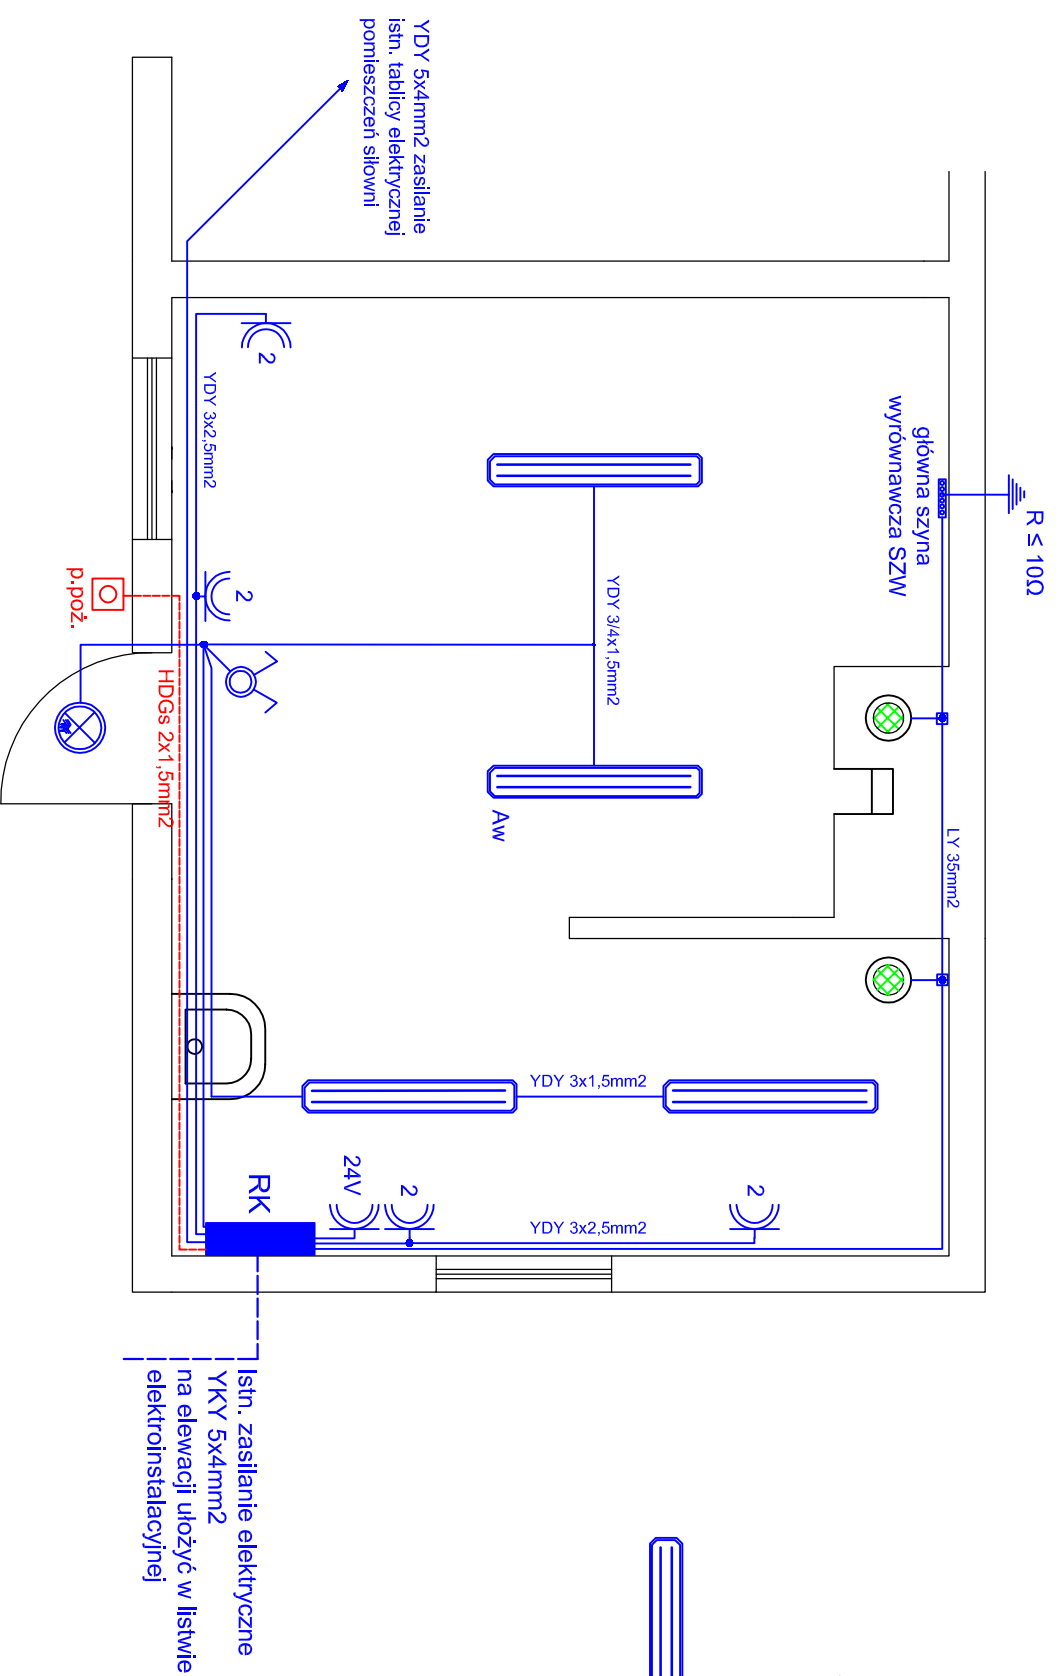 R ≤ 10Ω
główna szyna
wyrównawcza SZW
LY 35mm2
YDY 5x4mm2 zasilanie
istn. tablicy elektrycznej
pomieszczeń siłowni
2
YDY 3x2,5mm2
2
YDY 3/4x1,5mm2
Aw
p.poż.
HDGs 2x1,5mm2
YDY 3x1,5mm2
RK
24V
2
YDY 3x2,5mm2
2
Istn. zasilanie elektryczne
YKY 5x4mm2
na elewacji ułożyć w listwie
elektroinstalacyjnej